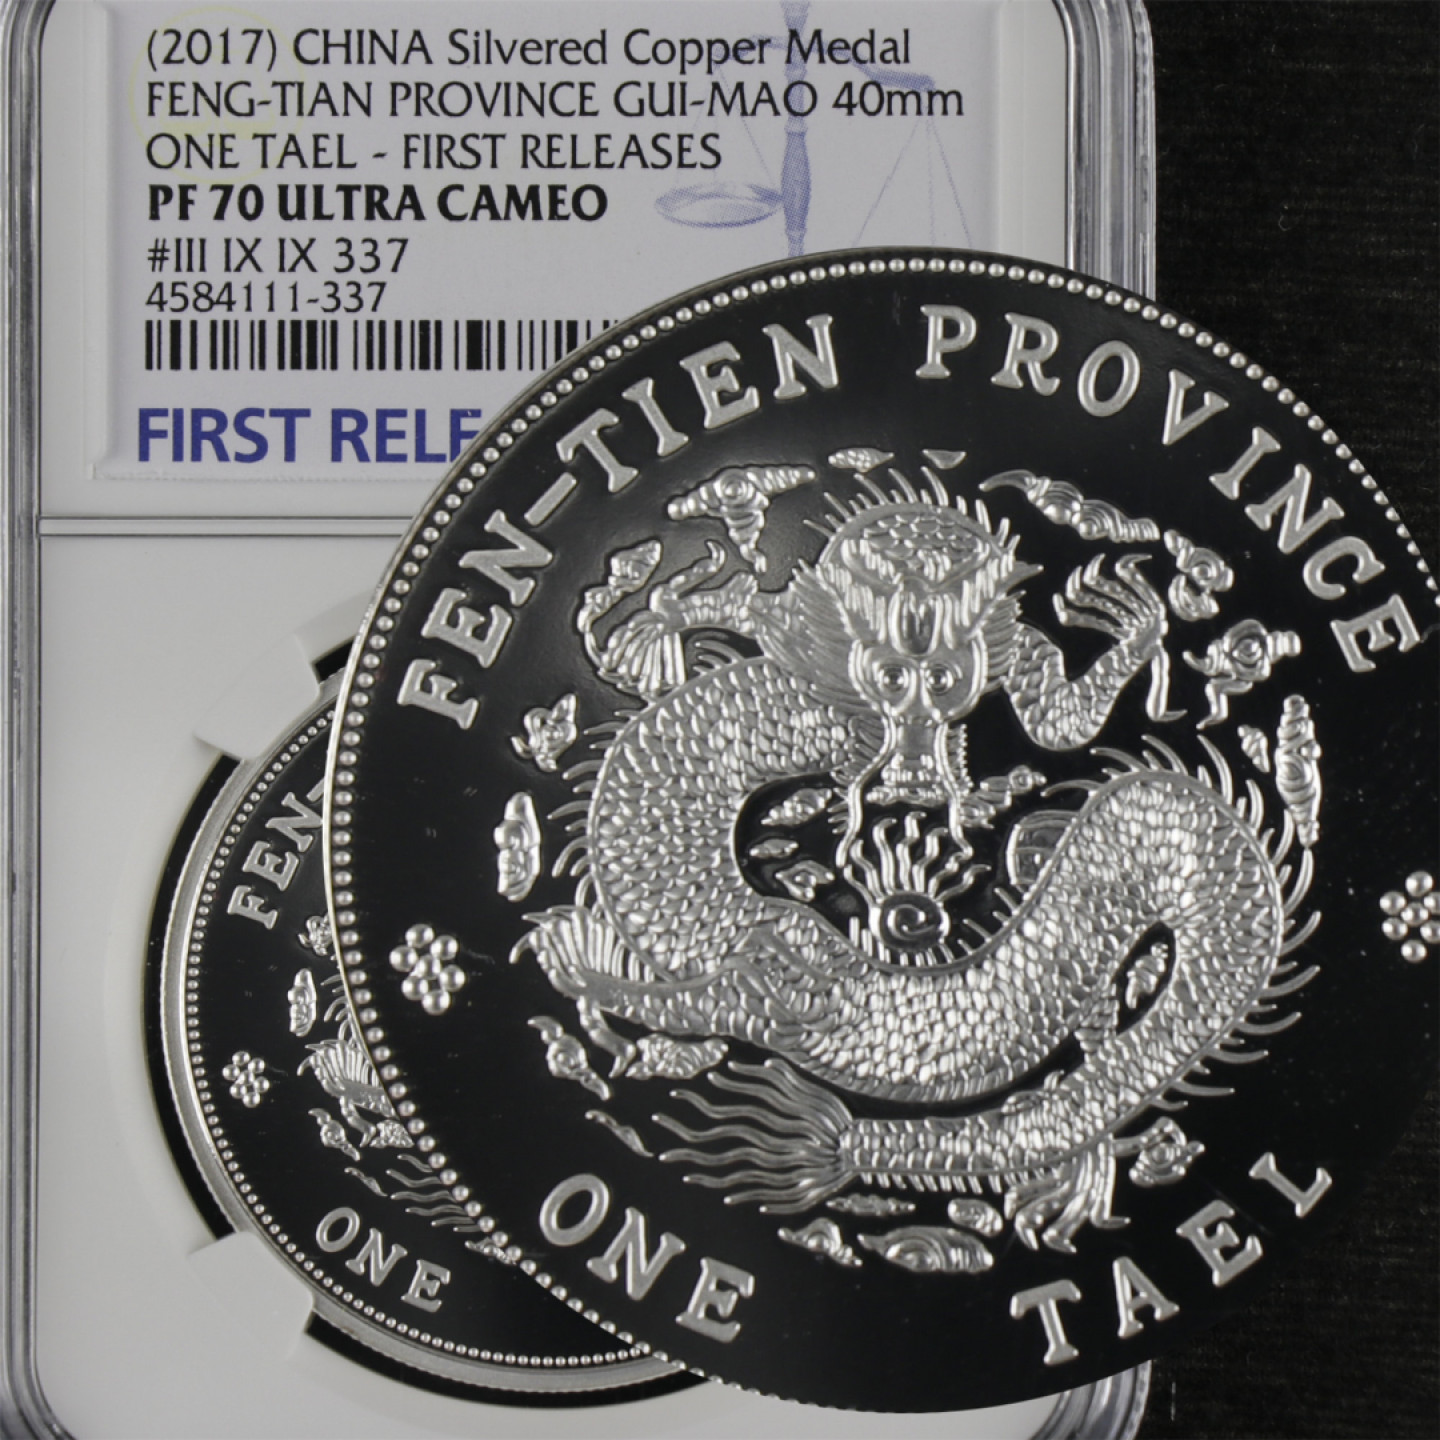 (2017) CHINA Silvered Copper Medal
FENG-TIAN PROVINCE GUI-MAO 40mm
ONE TAEL - FIRST RELEASES
PF 70 ULTRA CAMEO
#III IX IX 337
4584111-337
FIRST RELE
FEN-TIEN PROVINCE
ONE TAEL
FEN-
ONE